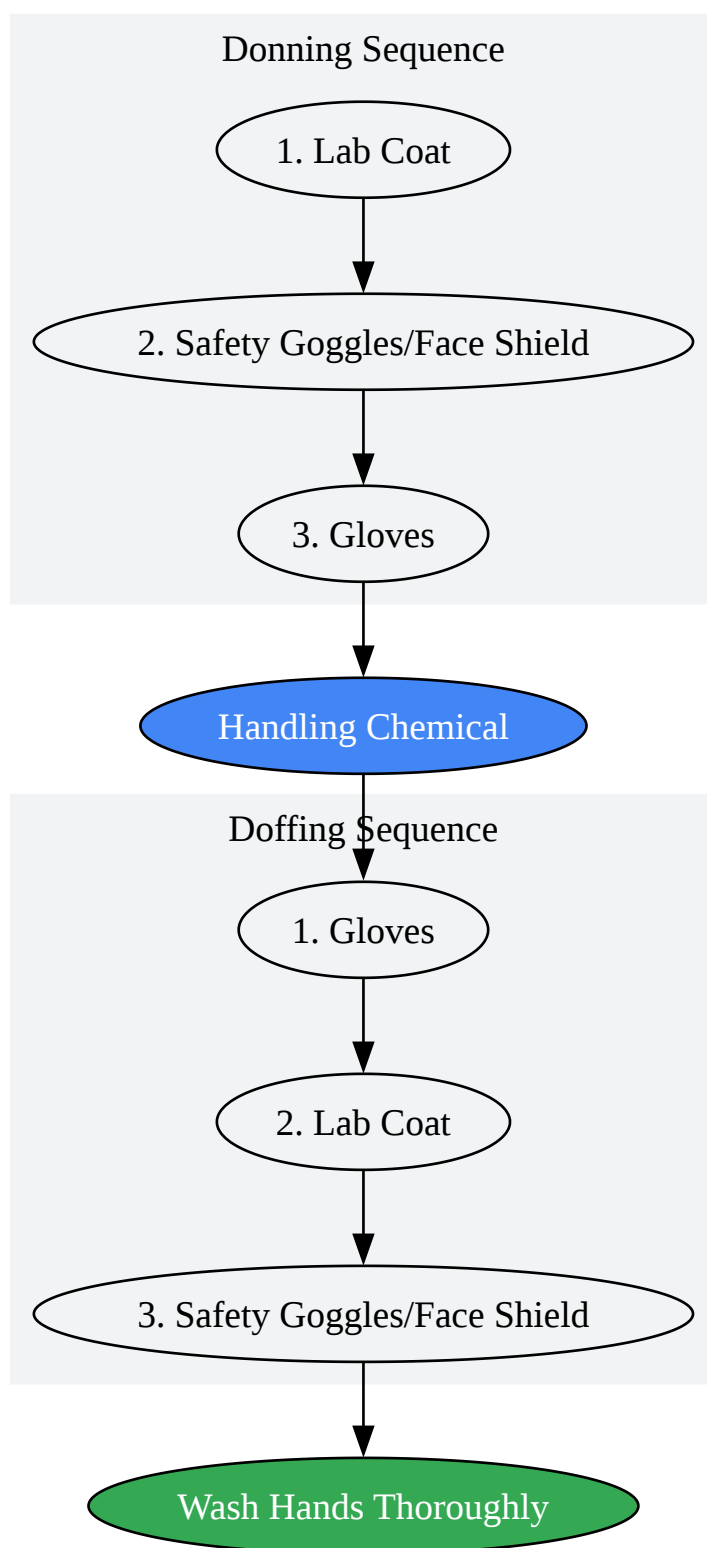 Donning Sequence
1. Lab Coat
2. Safety Goggles/Face Shield
3. Gloves
Handling Chemical
Doffing Sequence
1. Gloves
2. Lab Coat
3. Safety Goggles/Face Shield
Wash Hands Thoroughly